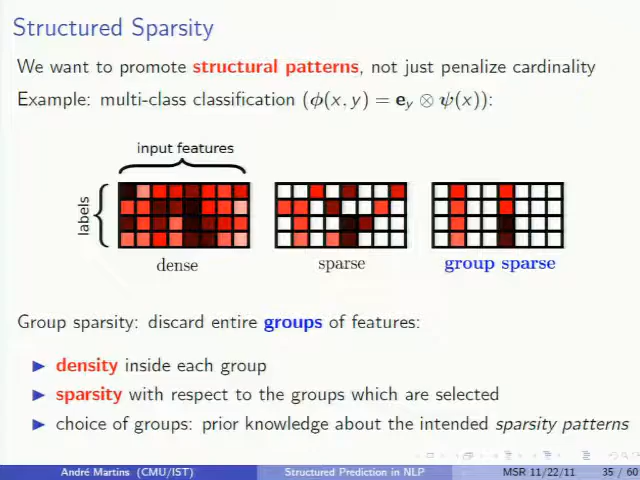 Structured Sparsity
We want to promote structural patterns, not just penalize cardinality
Example: multi-class classification (ϕ(x, y) = e_y ⊗ ψ(x)):
input features
labels
dense
sparse
group sparse
Group sparsity: discard entire groups of features:
density inside each group
sparsity with respect to the groups which are selected
choice of groups: prior knowledge about the intended sparsity patterns
André Martins (CMU/IST)
Structured Prediction in NLP
MSR 11/22/11
35 / 60